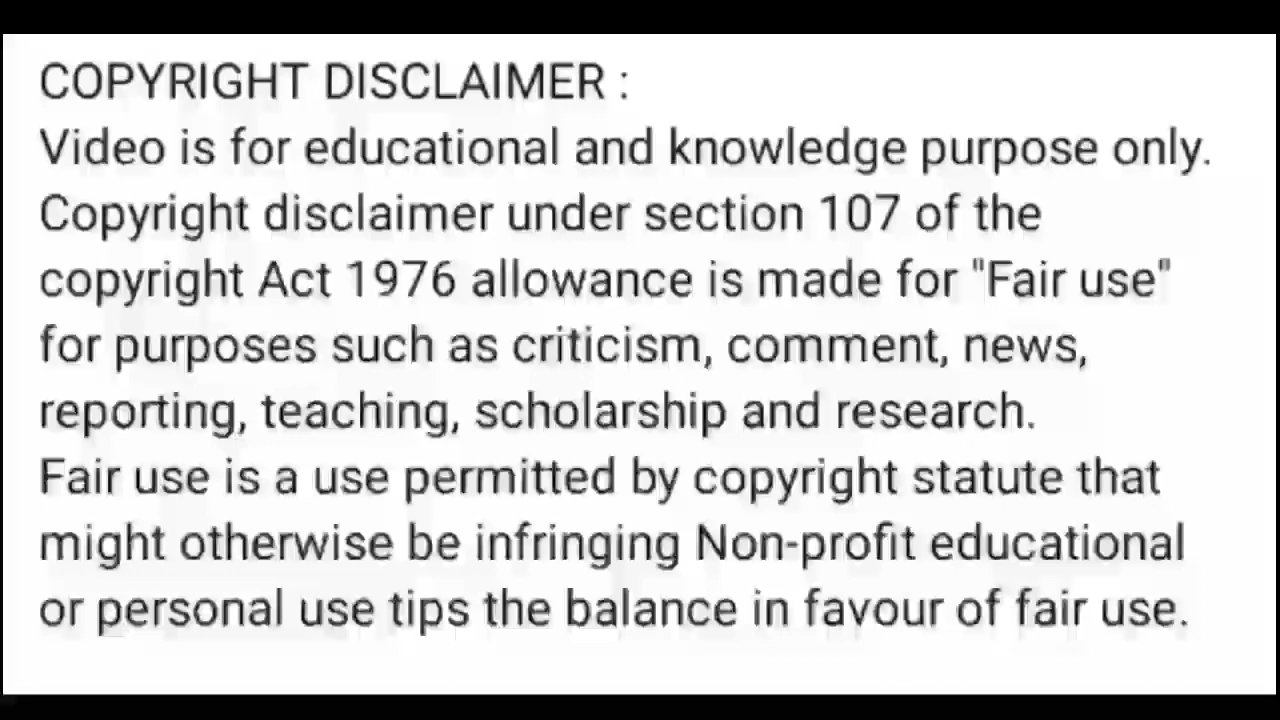 COPYRIGHT DISCLAIMER :
Video is for educational and knowledge purpose only.
Copyright disclaimer under section 107 of the
copyright Act 1976 allowance is made for "Fair use"
for purposes such as criticism, comment, news,
reporting, teaching, scholarship and research.
Fair use is a use permitted by copyright statute that
might otherwise be infringing Non-profit educational
or personal use tips the balance in favour of fair use.